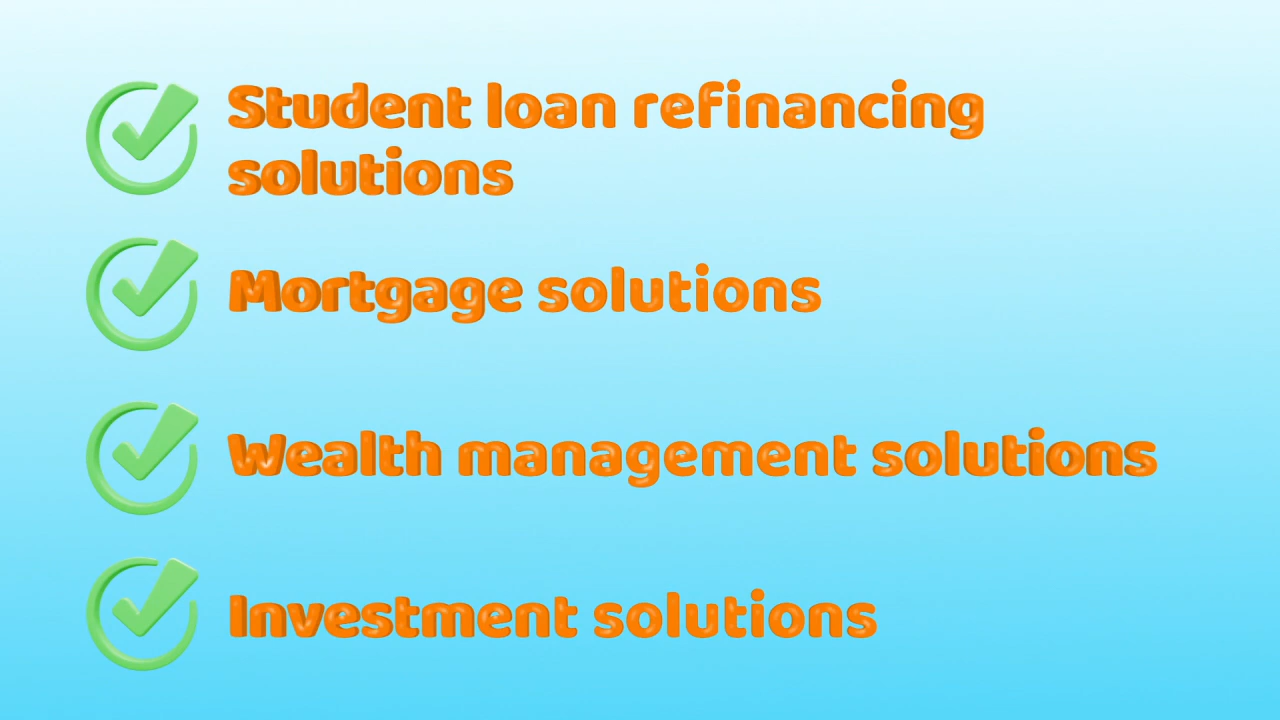 Student loan refinancing
solutions
Mortgage solutions
Wealth management solutions
Investment solutions